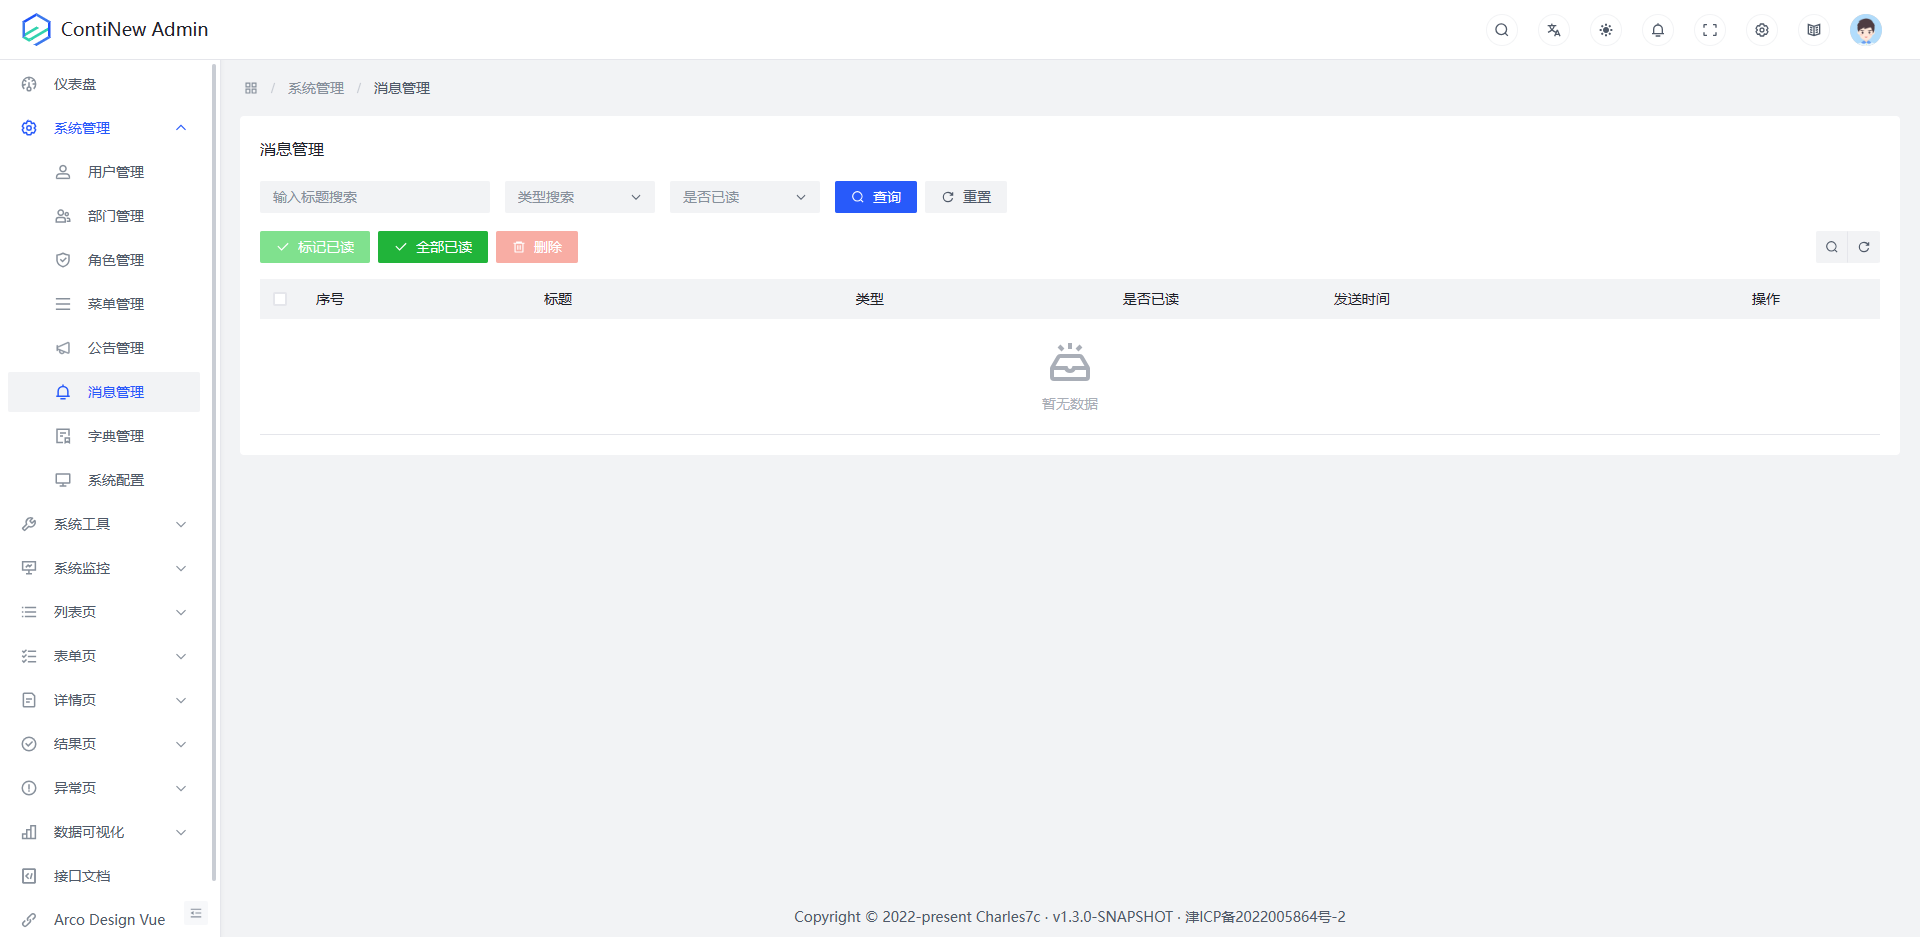 ContiNew Admin
仪表盘
系统管理
用户管理
部门管理
角色管理
菜单管理
公告管理
消息管理
字典管理
系统配置
系统工具
系统监控
列表页
表单页
详情页
结果页
异常页
数据可视化
接口文档
Arco Design Vue
/ 系统管理 / 消息管理
消息管理
输入标题搜索 类型搜索 是否已读 查询 重置
标记已读 全部已读 删除
序号 标题 类型 是否已读 发送时间 操作
暂无数据
Copyright © 2022-present Charles7c · v1.3.0-SNAPSHOT · 津ICP备2022005864号-2